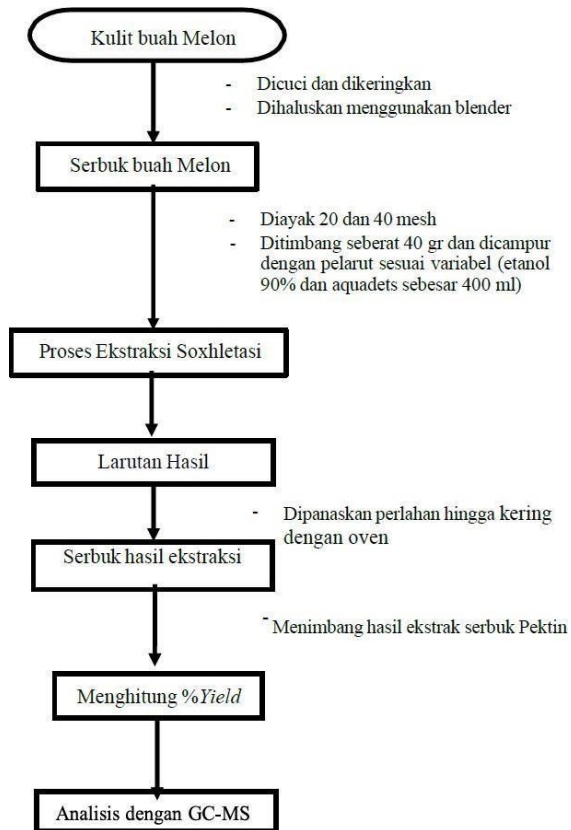 Kulit buah Melon
- Dicuci dan dikeringkan
- Dihaluskan menggunakan blender
Serbuk buah Melon
- Diayak 20 dan 40 mesh
- Ditimbang seberat 40 gr dan dicampur
dengan pelarut sesuai variabel (etanol
90% dan aquadets sebesar 400 ml)
Proses Ekstraksi Soxhletasi
Larutan Hasil
- Dipanaskan perlahan hingga kering
dengan oven
Serbuk hasil ekstraksi
- Menimbang hasil ekstrak serbuk Pektin
Menghitung %Yield
Analisis dengan GC-MS